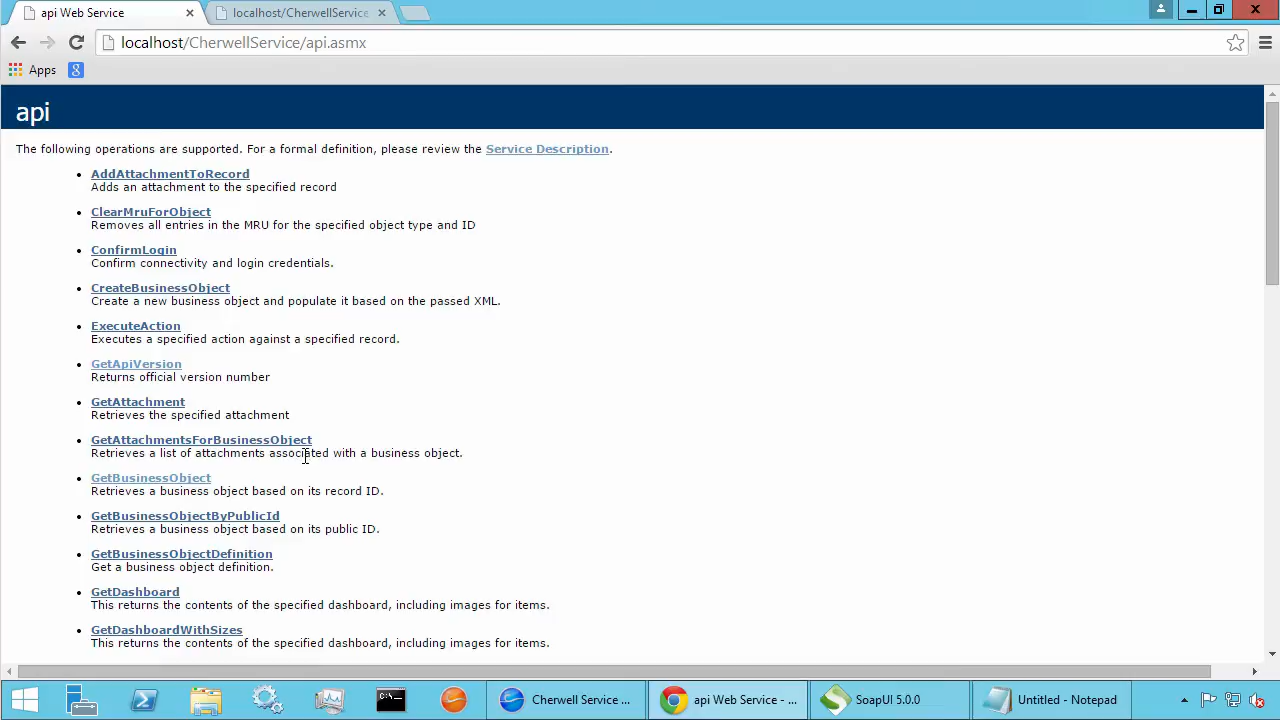 api Web Service
localhost/CherwellService
localhost/CherwellService/api.asmx
Apps
g
api
The following operations are supported. For a formal definition, please review the Service Description.
AddAttachmentToRecord
Adds an attachment to the specified record
ClearMruForObject
Removes all entries in the MRU for the specified object type and ID
ConfirmLogin
Confirm connectivity and login credentials.
CreateBusinessObject
Create a new business object and populate it based on the passed XML.
ExecuteAction
Executes a specified action against a specified record.
GetApiVersion
Returns official version number
GetAttachment
Retrieves the specified attachment
GetAttachmentsForBusinessObject
Retrieves a list of attachments associated with a business object.
GetBusinessObject
Retrieves a business object based on its record ID.
GetBusinessObjectByPublicId
Retrieves a business object based on its public ID.
GetBusinessObjectDefinition
Get a business object definition.
GetDashboard
This returns the contents of the specified dashboard, including images for items.
GetDashboardWithSizes
This returns the contents of the specified dashboard, including images for items.
Cherwell Service ...
api Web Service - ...
SoapUI 5.0.0
Untitled - Notepad